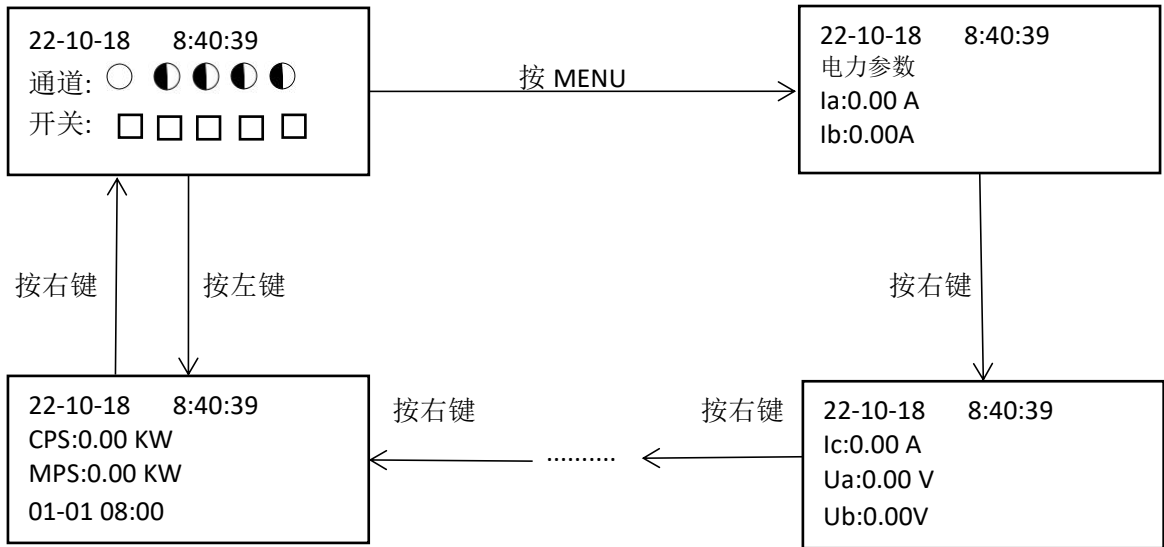 22-10-18 8:40:39
通道:
开关:
按 MENU
22-10-18 8:40:39
电力参数
Ia:0.00 A
Ib:0.00A
按右键
按左键
按右键
22-10-18 8:40:39
CPS:0.00 KW
MPS:0.00 KW
01-01 08:00
按右键
..........
按右键
22-10-18 8:40:39
Ic:0.00 A
Ua:0.00 V
Ub:0.00V